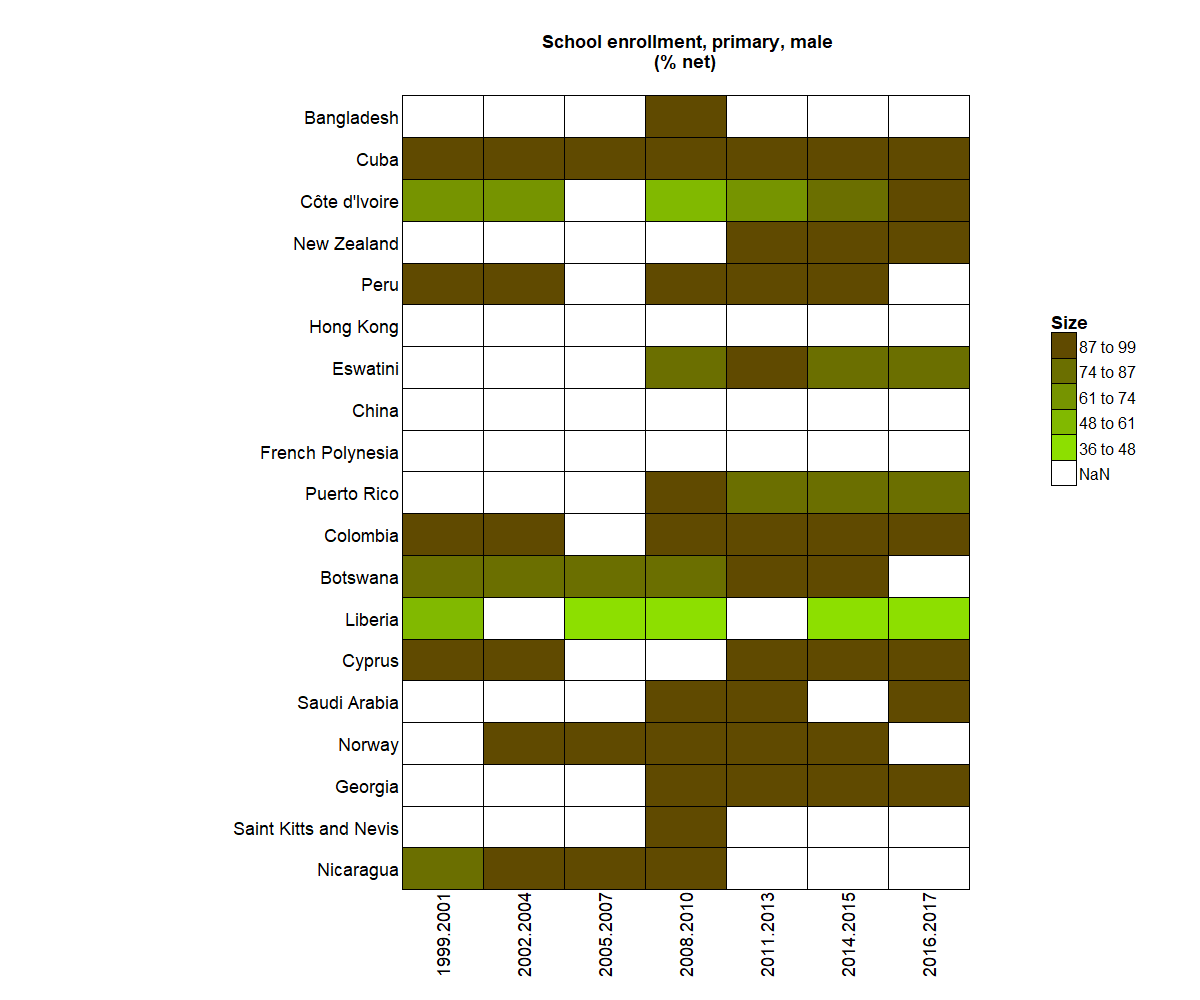 School enrollment, primary, male
(% net)
Bangladesh
Cuba
Côte d'Ivoire
New Zealand
Peru
Hong Kong
Eswatini
China
French Polynesia
Puerto Rico
Colombia
Botswana
Liberia
Cyprus
Saudi Arabia
Norway
Georgia
Saint Kitts and Nevis
Nicaragua
1999.2001
2002.2004
2005.2007
2008.2010
2011.2013
2014.2015
2016.2017
Size
87 to 99
74 to 87
61 to 74
48 to 61
36 to 48
NaN